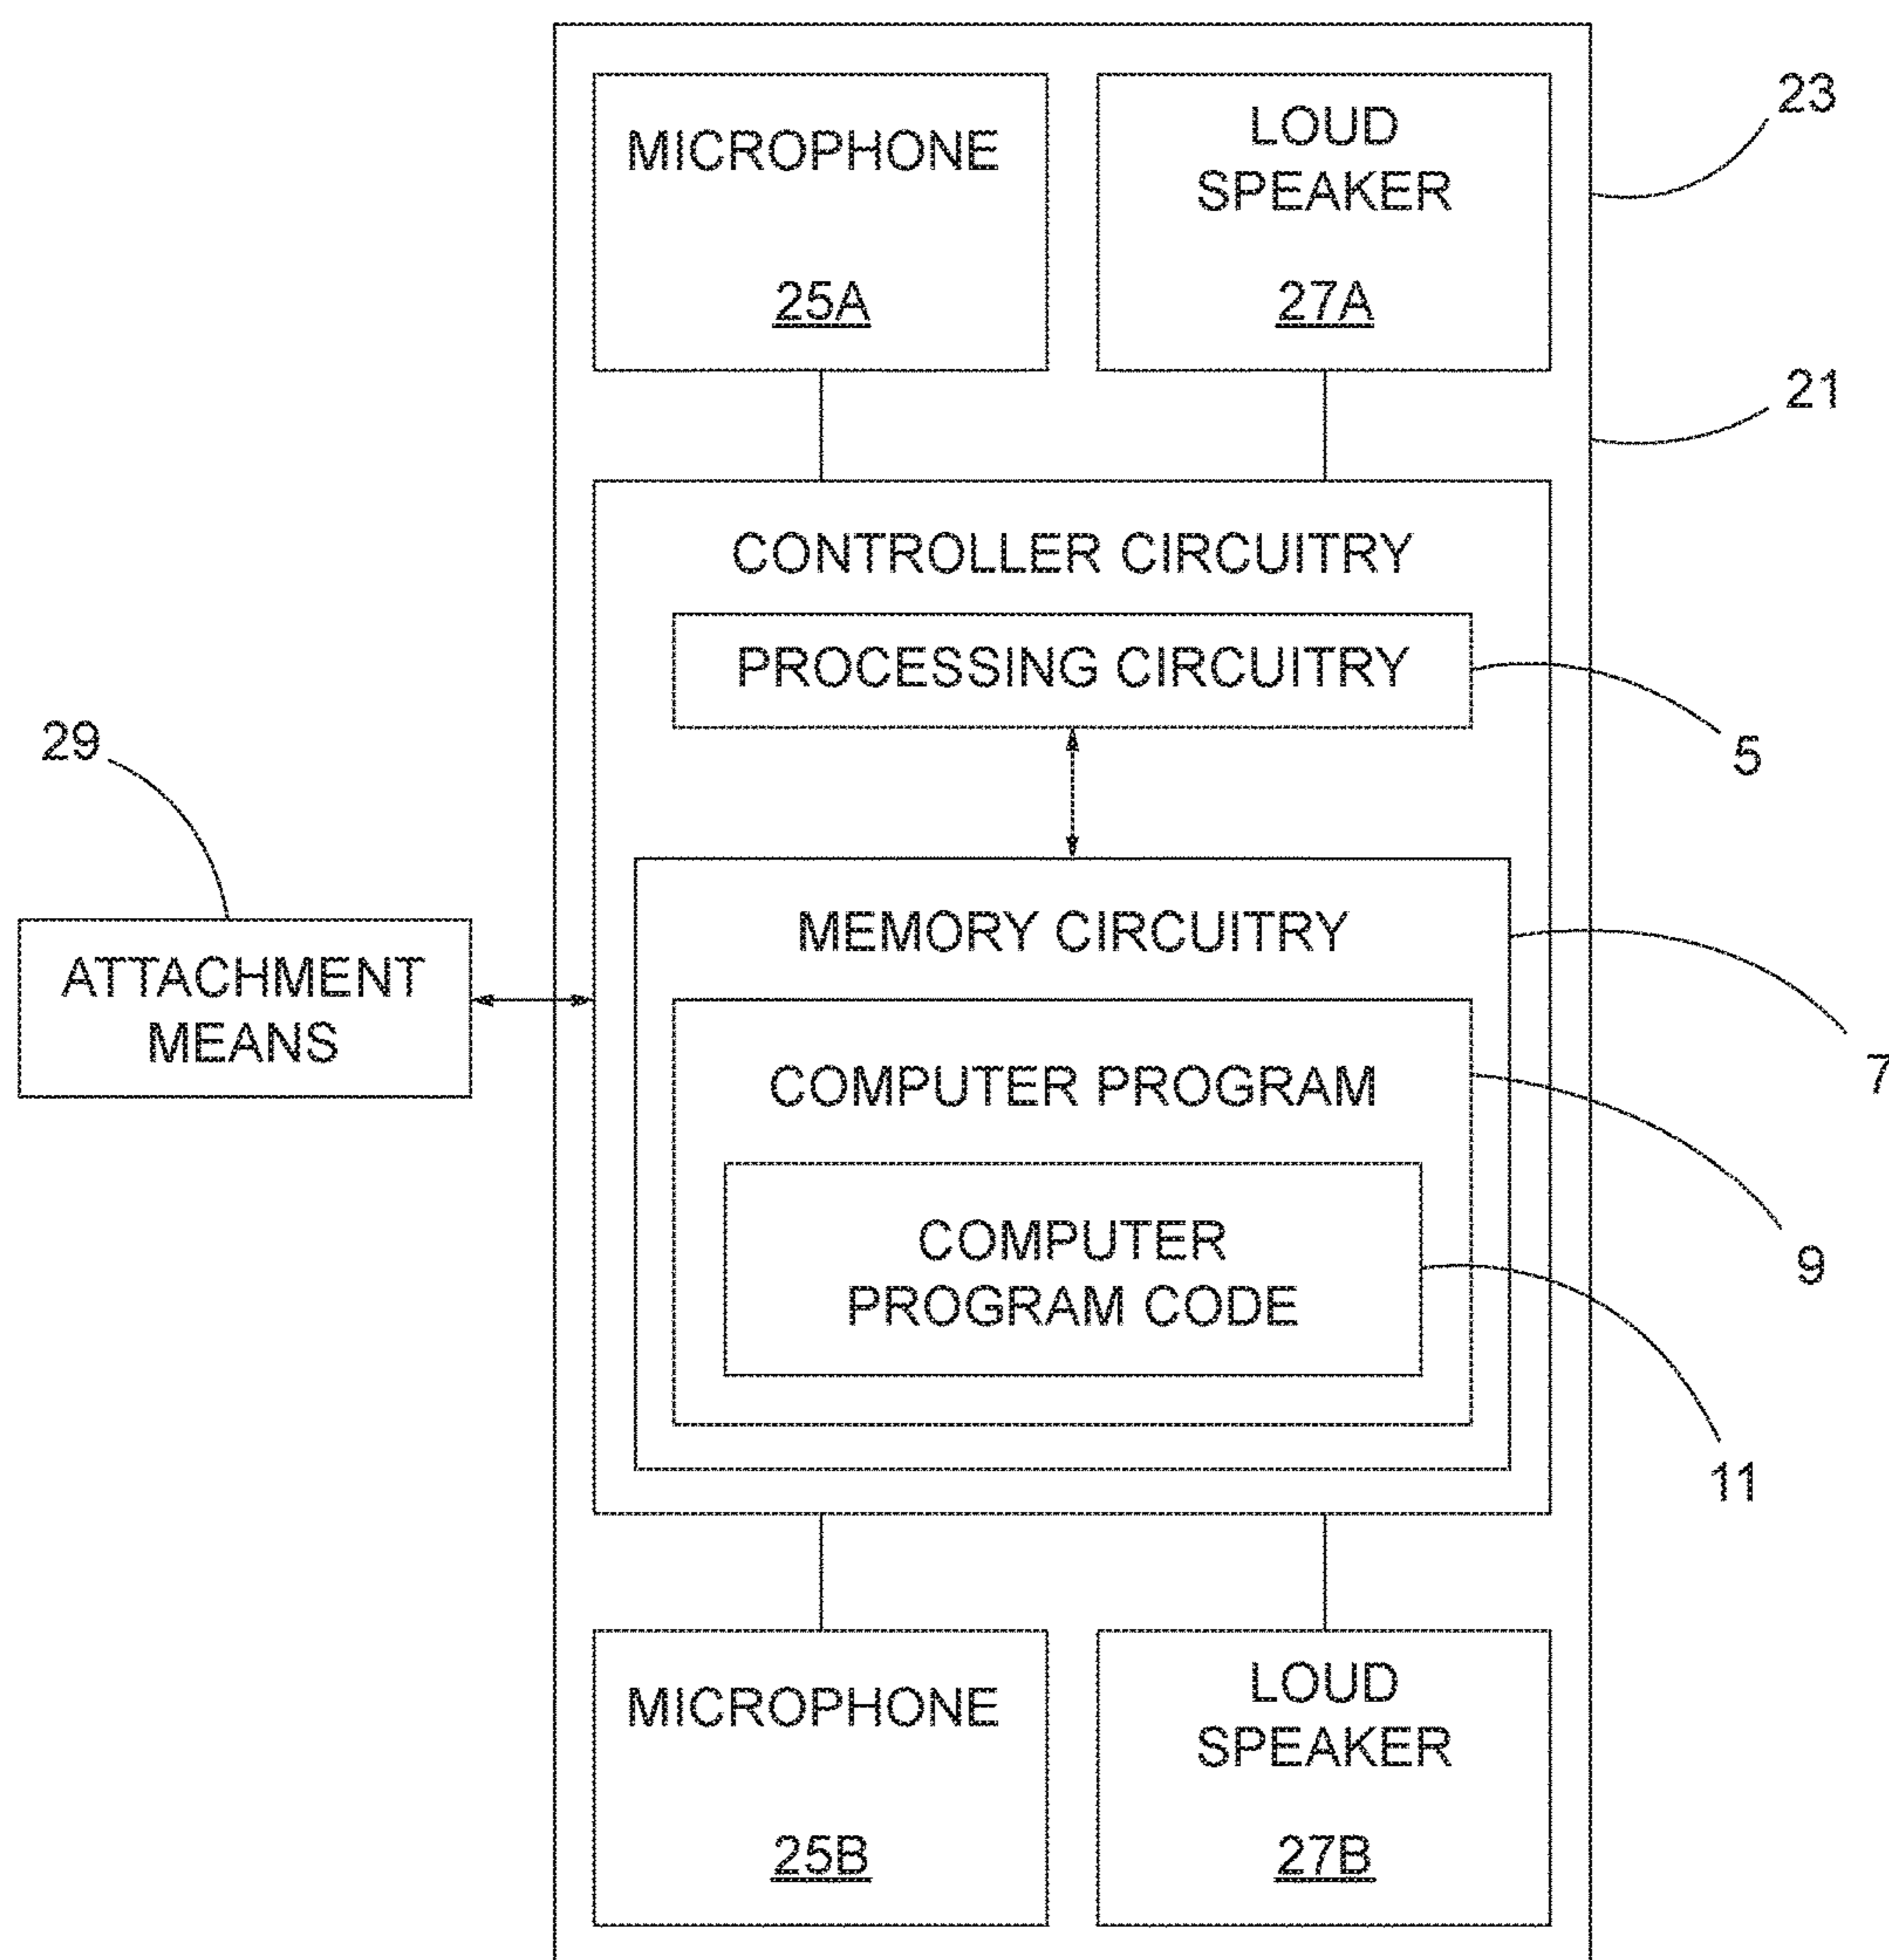 MICROPHONE
25A
LOUD
SPEAKER
27A
23
21
CONTROLLER CIRCUITRY
PROCESSING CIRCUITRY
5
29
ATTACHMENT
MEANS
MEMORY CIRCUITRY
7
COMPUTER PROGRAM
9
COMPUTER
PROGRAM CODE
11
MICROPHONE
25B
LOUD
SPEAKER
27B